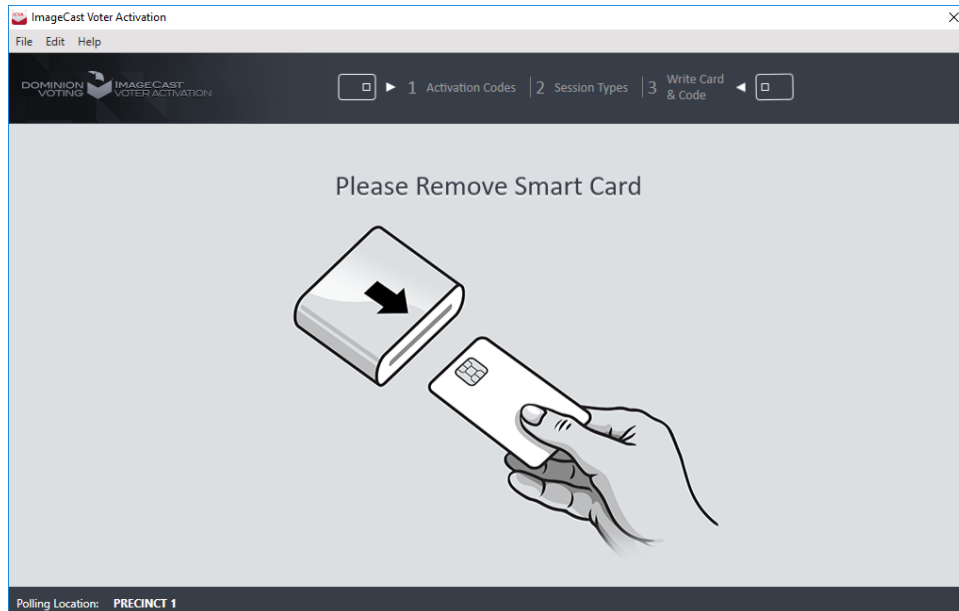 ImageCast Voter Activation
File Edit Help
DOMINION VOTING IMAGECAST VOTER ACTIVATION
1 Activation Codes 2 Session Types 3 Write Card & Code
Please Remove Smart Card
Polling Location: PRECINCT 1